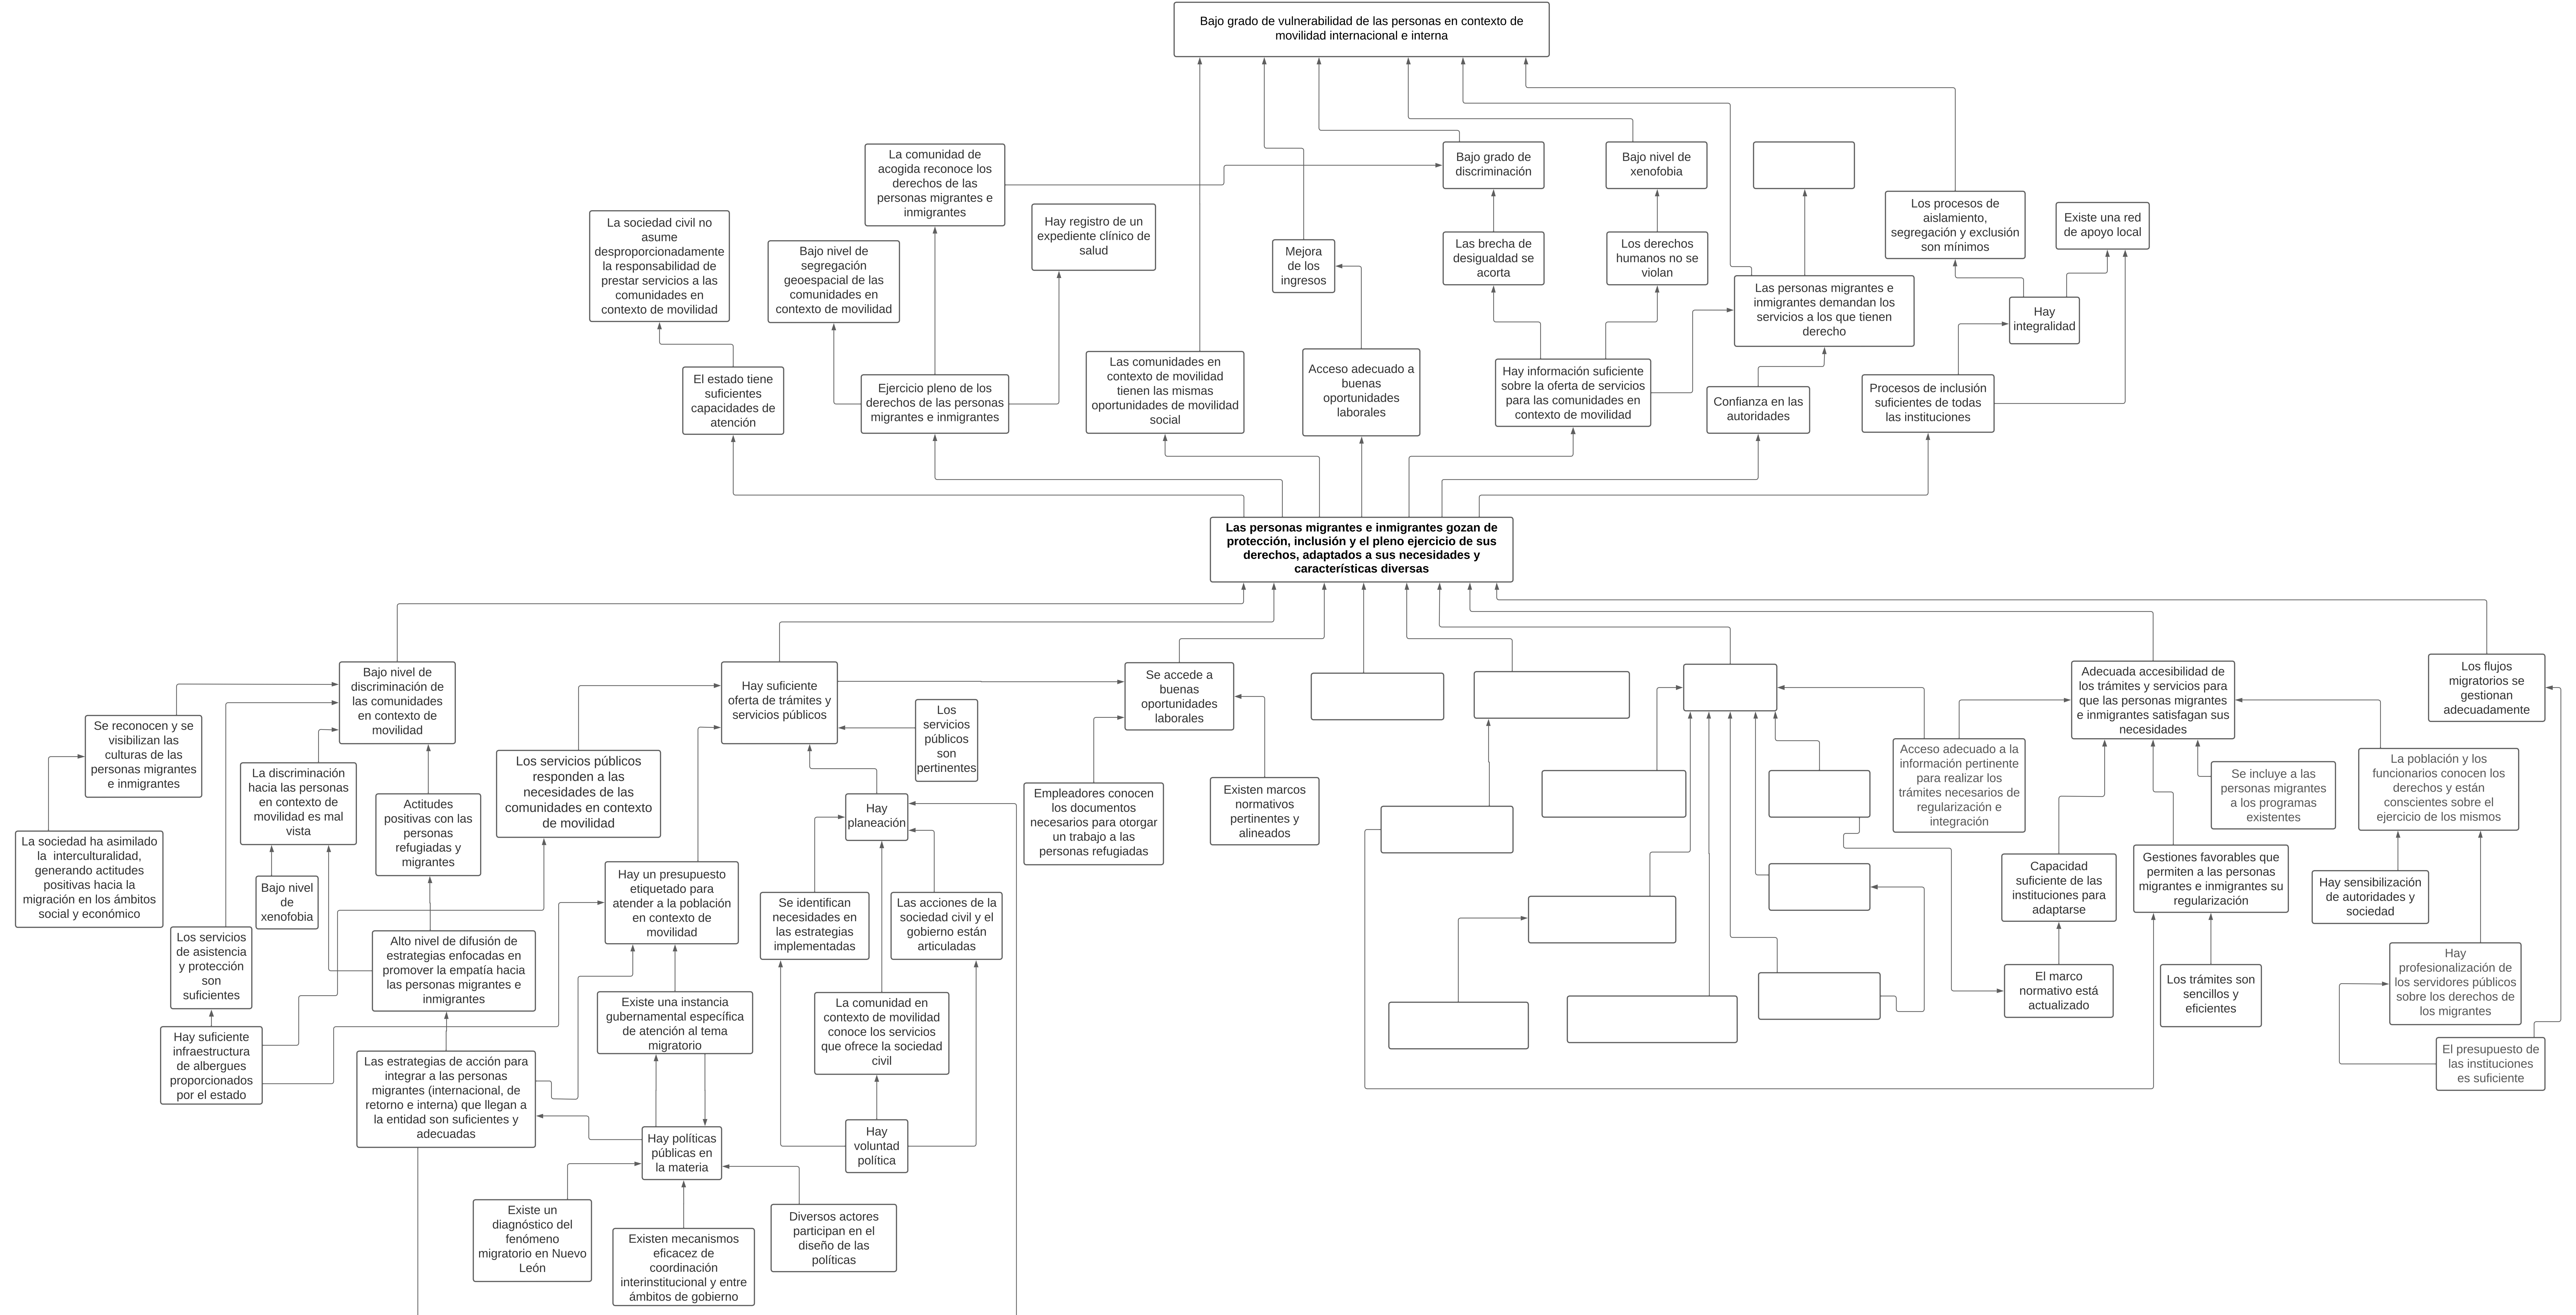 Bajo grado de vulnerabilidad de las personas en contexto de
movilidad internacional e interna
La comunidad de
acogida reconoce los
derechos de las
personas migrantes e
inmigrantes
Bajo grado de
discriminación
Bajo nivel de
xenofobia
Los procesos de
aislamiento,
segregación y exclusión
son mínimos
Existe una red
de apoyo local
La sociedad civil no
asume
desproporcionadamente
la responsabilidad de
prestar servicios a las
comunidades en
contexto de movilidad
Bajo nivel de
segregación
geoespacial de las
comunidades en
contexto de movilidad
Hay registro de un
expediente clínico de
salud
Mejora
de los
ingresos
Las brecha de
desigualdad se
acorta
Los derechos
humanos no se
violan
Las personas migrantes e
inmigrantes demandan los
servicios a los que tienen
derecho
Hay
integralidad
El estado tiene
suficientes
capacidades de
atención
Ejercicio pleno de los
derechos de las personas
migrantes e inmigrantes
Las comunidades en
contexto de movilidad
tienen las mismas
oportunidades de movilidad
social
Acceso adecuado a
buenas
oportunidades
laborales
Hay información suficiente
sobre la oferta de servicios
para las comunidades en
contexto de movilidad
Confianza en las
autoridades
Procesos de inclusión
suficientes de todas
las instituciones
Las personas migrantes e inmigrantes gozan de
protección, inclusión y el pleno ejercicio de sus
derechos, adaptados a sus necesidades y
características diversas
Bajo nivel de
discriminación de
las comunidades
en contexto de
movilidad
Hay suficiente
oferta de trámites y
servicios públicos
Se accede a
buenas
oportunidades
laborales
Adecuada accesibilidad de
los trámites y servicios para
que las personas migrantes
e inmigrantes satisfagan sus
necesidades
Los flujos
migratorios se
gestionan
adecuadamente
Se reconocen y se
visibilizan las
culturas de las
personas migrantes
e inmigrantes
La discriminación
hacia las personas
en contexto de
movilidad es mal
vista
Actitudes
positivas con las
personas
refugiadas y
migrantes
Los servicios públicos
responden a las
necesidades de las
comunidades en contexto
de movilidad
Los
servicios
públicos
son
pertinentes
Hay
planeación
Empleadores conocen
los documentos
necesarios para otorgar
un trabajo a las
personas refugiadas
Existen marcos
normativos
pertinentes y
alineados
Acceso adecuado a la
información pertinente
para realizar los
trámites necesarios de
regularización e
integración
Se incluye a las
personas migrantes
a los programas
existentes
La población y los
funcionarios conocen los
derechos y están
conscientes sobre el
ejercicio de los mismos
La sociedad ha asimilado
la  interculturalidad,
generando actitudes
positivas hacia la
migración en los ámbitos
social y económico
Bajo nivel
de
xenofobia
Hay un presupuesto
etiquetado para
atender a la población
en contexto de
movilidad
Se identifican
necesidades en
las estrategias
implementadas
Las acciones de la
sociedad civil y el
gobierno están
articuladas
Capacidad
suficiente de las
instituciones para
adaptarse
Gestiones favorables que
permiten a las personas
migrantes e inmigrantes su
regularización
Hay sensibilización
de autoridades y
sociedad
Los servicios
de asistencia
y protección
son
suficientes
Alto nivel de difusión de
estrategias enfocadas en
promover la empatía hacia
las personas migrantes e
inmigrantes
Existe una instancia
gubernamental específica
de atención al tema
migratorio
La comunidad en
contexto de movilidad
conoce los servicios
que ofrece la sociedad
civil
El marco
normativo está
actualizado
Los trámites son
sencillos y
eficientes
Hay
profesionalización de
los servidores públicos
sobre los derechos de
los migrantes
Hay suficiente
infraestructura
de albergues
proporcionados
por el estado
Las estrategias de acción para
integrar a las personas
migrantes (internacional, de
retorno e interna) que llegan a
la entidad son suficientes y
adecuadas
El presupuesto de
las instituciones
es suficiente
Hay políticas
públicas en
la materia
Hay
voluntad
política
Existe un
diagnóstico del
fenómeno
migratorio en Nuevo
León
Existen mecanismos
eficacez de
coordinación
interinstitucional y entre
ámbitos de gobierno
Diversos actores
participan en el
diseño de las
políticas